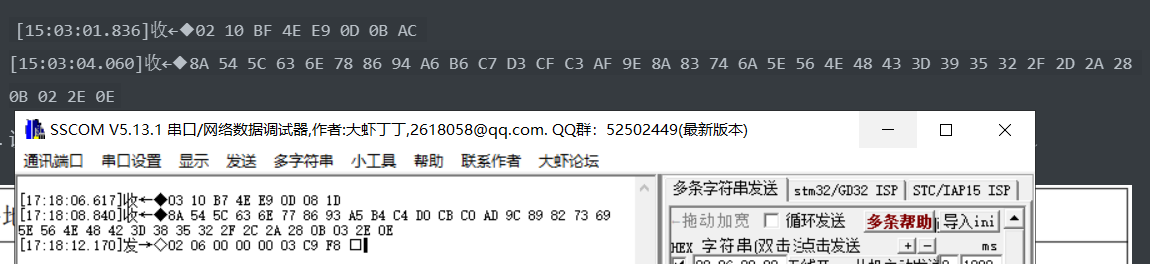 [15:03:01.836]收←◆02 10 BF 4E E9 0D 0B AC
[15:03:04.060]收←◆8A 54 5C 63 6E 78 86 94 A6 B6 C7 D3 CF C3 AF 9E 8A 83 74 6A 5E 56 4E 48 43 3D 39 35 32 2F 2D 2A 28
0B 02 2E 0E
SSCOM V5.13.1 串口/网络数据调试器,作者:大虾丁丁,2618058@qq.com. QQ群：52502449(最新版本)
通讯端口 串口设置 显示 发送 多字符串 小工具 帮助 联系作者 大虾论坛
[17:18:06.617]收←◆03 10 B7 4E E9 0D 08 1D
[17:18:08.840]收←◆8A 54 5C 63 6E 77 86 93 A5 B4 C4 D0 CB C0 AD 9C 89 82 73 69
5E 56 4E 48 42 3D 38 35 32 2F 2C 2A 28 0B 03 2E 0E
[17:18:12.170]发→◇02 06 00 00 00 03 C9 F8 □
多条字符串发送 stm32/GD32 ISP STC/IAP15 ISP
拖动加宽 循环发送 多条帮助 导入ini
HEX 字符串(双击 点击发送 + - ms